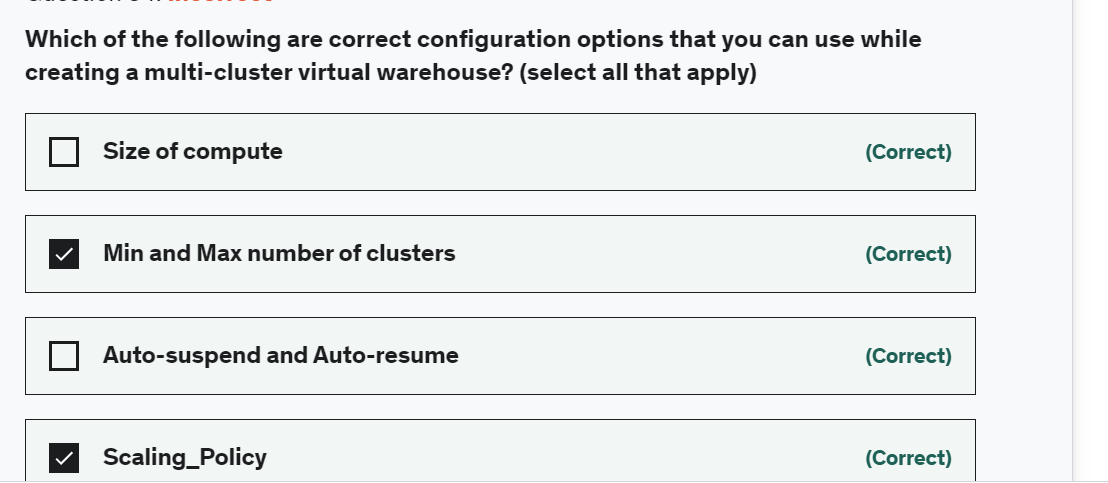 Which of the following are correct configuration options that you can use while
creating a multi-cluster virtual warehouse? (select all that apply)
Size of compute (Correct)
Min and Max number of clusters (Correct)
Auto-suspend and Auto-resume (Correct)
Scaling_Policy (Correct)